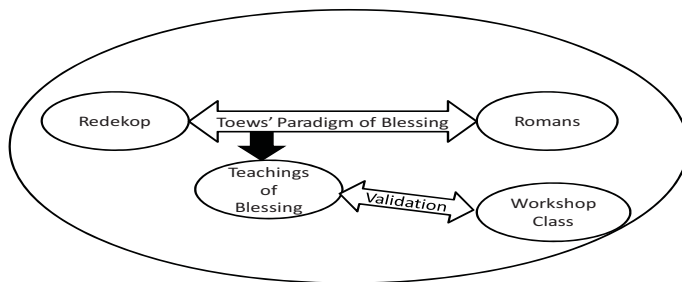 Redekop
Toews’ Paradigm of Blessing
Romans
Teachings
of
Blessing
Validation
Workshop
Class